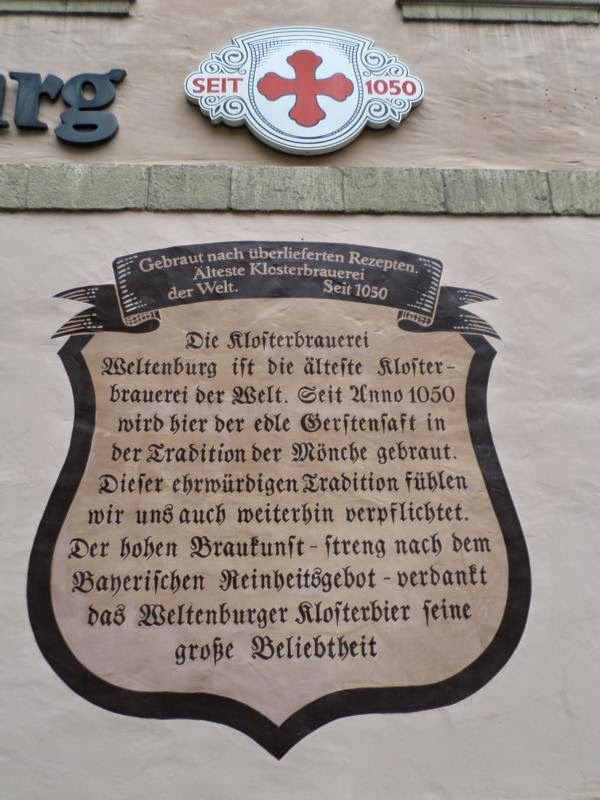 urg
SEIT 1050
Gebraut nach überlieferten Rezepten.
Älteste Klosterbrauerei
der Welt. Seit 1050
Die Kloſterbrauerei
Weltenburg iſt die älteſte Kloſter-
brauerei der Welt. Seit Anno 1050
wird hier der edle Gerſtenſaft in
der Tradition der Mönche gebraut.
Dieſer ehrwürdigen Tradition fühlen
wir uns auch weiterhin verpflichtet.
Der hohen Braukunſt - ſtreng nach dem
Bayeriſchen Reinheitsgebot - verdankt
das Weltenburger Kloſterbier ſeine
große Beliebtheit